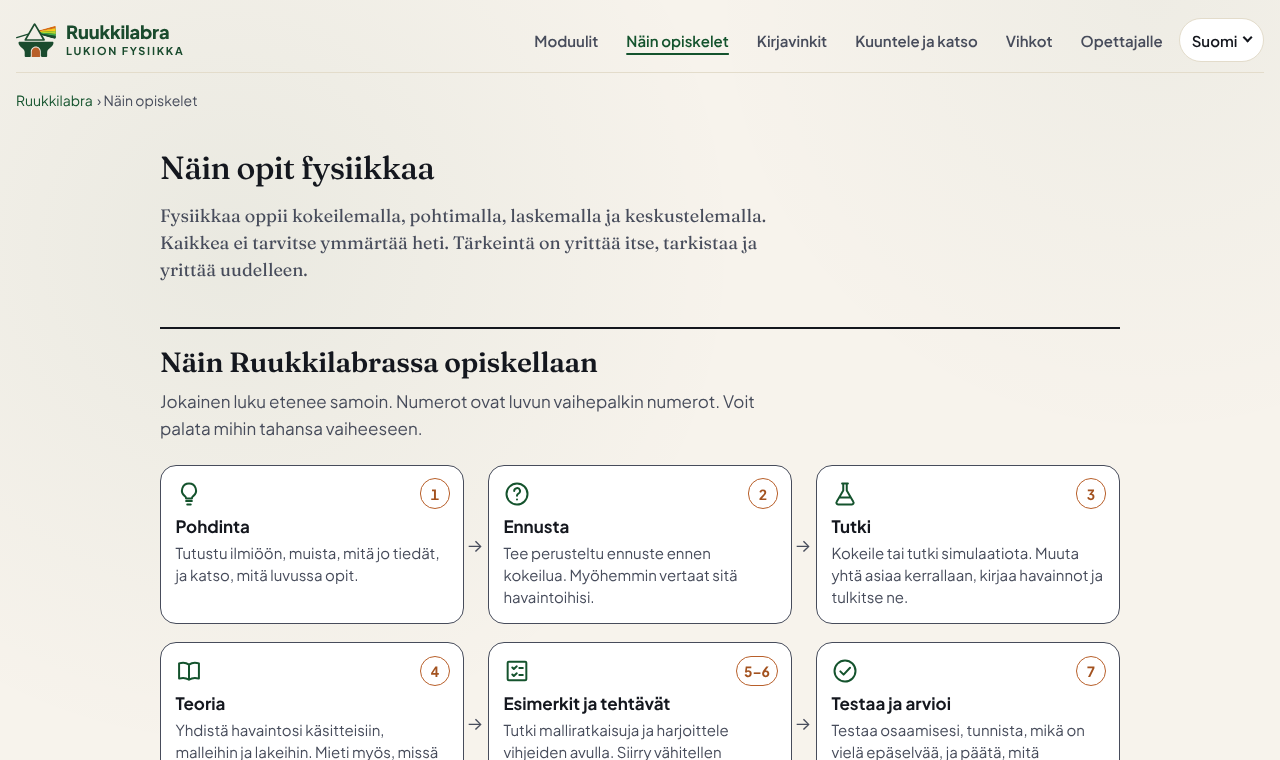 Ruukkilabra
LUKION FYSIIKKA
Moduulit
Näin opiskelet
Kirjavinkit
Kuuntele ja katso
Vihkot
Opettajalle
Suomi
Ruukkilabra › Näin opiskelet
Näin opit fysiikkaa
Fysiikkaa oppii kokeilemalla, pohtimalla, laskemalla ja keskustelemalla.
Kaikkea ei tarvitse ymmärtää heti. Tärkeintä on yrittää itse, tarkistaa ja
yrittää uudelleen.
Näin Ruukkilabrassa opiskellaan
Jokainen luku etenee samoin. Numerot ovat luvun vaihepalkin numerot. Voit
palata mihin tahansa vaiheeseen.
1
Pohdinta
Tutustu ilmiöön, muista, mitä jo tiedät,
ja katso, mitä luvussa opit.
→
2
Ennusta
Tee perusteltu ennuste ennen
kokeilua. Myöhemmin vertaat sitä
havaintoihisi.
→
3
Tutki
Kokeile tai tutki simulaatiota. Muuta
yhtä asiaa kerrallaan, kirjaa havainnot ja
tulkitse ne.
4
Teoria
Yhdistä havaintosi käsitteisiin,
malleihin ja lakeihin. Mieti myös, missä
→
5–6
Esimerkit ja tehtävät
Tutki malliratkaisuja ja harjoittele
vihjeiden avulla. Siirry vähitellen
→
7
Testaa ja arvioi
Testaa osaamisesi, tunnista, mikä on
vielä epäselvää, ja päätä, mitä